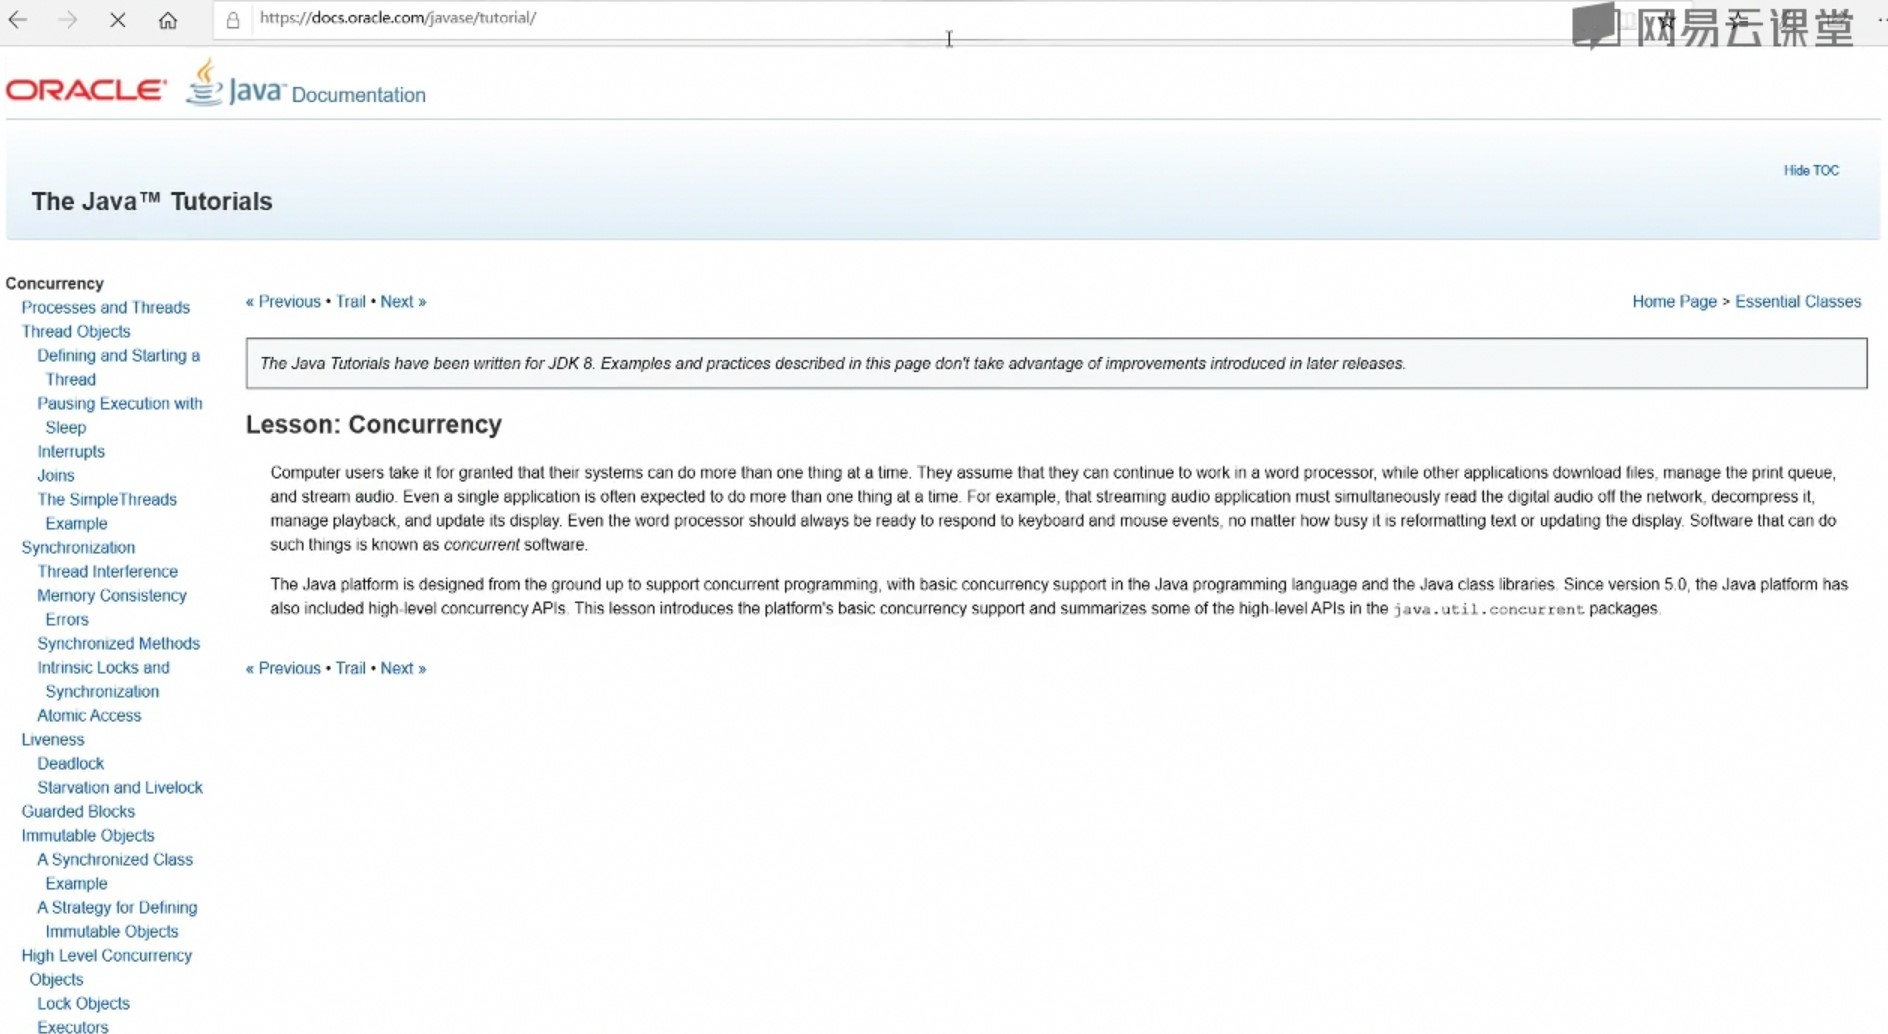 https://docs.oracle.com/javase/tutorial/
网易云课堂
ORACLE Java Documentation
Hide TOC
The Java™ Tutorials
Concurrency
Processes and Threads
Thread Objects
Defining and Starting a
Thread
Pausing Execution with
Sleep
Interrupts
Joins
The SimpleThreads
Example
Synchronization
Thread Interference
Memory Consistency
Errors
Synchronized Methods
Intrinsic Locks and
Synchronization
Atomic Access
Liveness
Deadlock
Starvation and Livelock
Guarded Blocks
Immutable Objects
A Synchronized Class
Example
A Strategy for Defining
Immutable Objects
High Level Concurrency
Objects
Lock Objects
Executors
« Previous • Trail • Next »
Home Page > Essential Classes
The Java Tutorials have been written for JDK 8. Examples and practices described in this page don't take advantage of improvements introduced in later releases.
Lesson: Concurrency
Computer users take it for granted that their systems can do more than one thing at a time. They assume that they can continue to work in a word processor, while other applications download files, manage the print queue,
and stream audio. Even a single application is often expected to do more than one thing at a time. For example, that streaming audio application must simultaneously read the digital audio off the network, decompress it,
manage playback, and update its display. Even the word processor should always be ready to respond to keyboard and mouse events, no matter how busy it is reformatting text or updating the display. Software that can do
such things is known as concurrent software.
The Java platform is designed from the ground up to support concurrent programming, with basic concurrency support in the Java programming language and the Java class libraries. Since version 5.0, the Java platform has
also included high-level concurrency APIs. This lesson introduces the platform's basic concurrency support and summarizes some of the high-level APIs in the java.util.concurrent packages.
« Previous • Trail • Next »